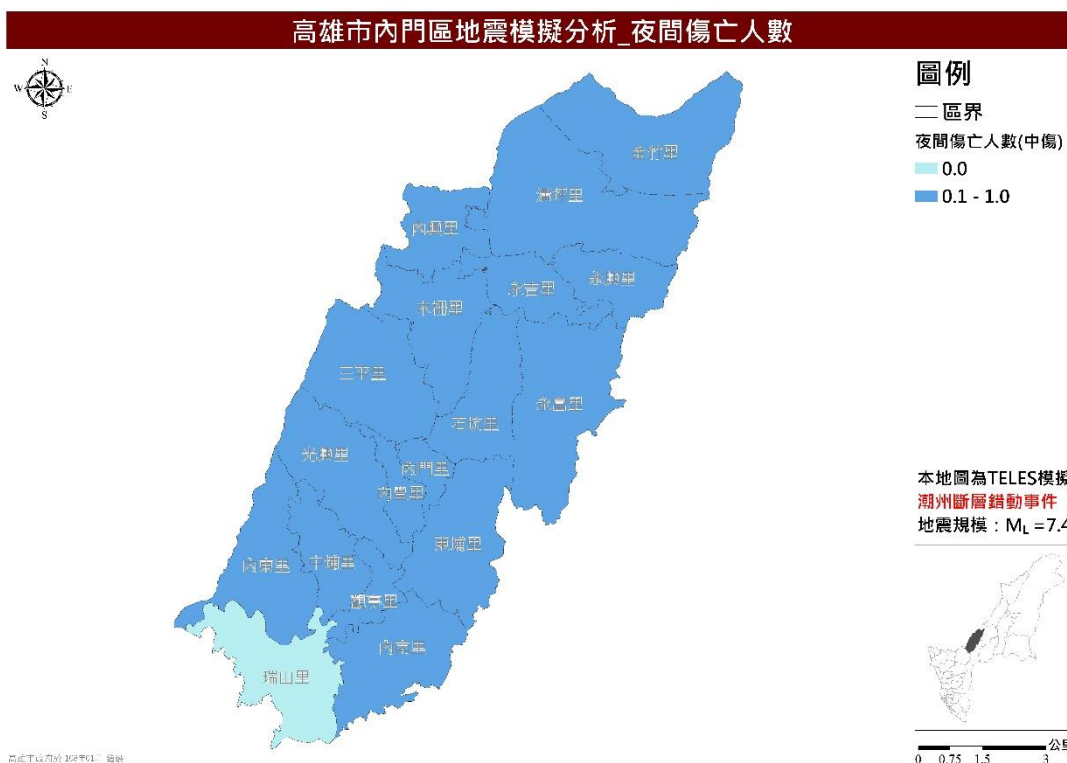 高雄市內門區地震模擬分析_夜間傷亡人數
N
W
E
S
圖例
區界
夜間傷亡人數(中傷)
0.0
0.1 - 1.0
金竹里
溝坪里
內興里
永興里
永吉里
木柵里
三平里
永富里
石坑里
光興里
內門里
內豐里
東埔里
內東里
中埔里
觀亭里
內南里
瑞山里
本地圖為TELES模擬
潮州斷層錯動事件
地震規模：ML =7.4
公里
0 0.75 1.5 3